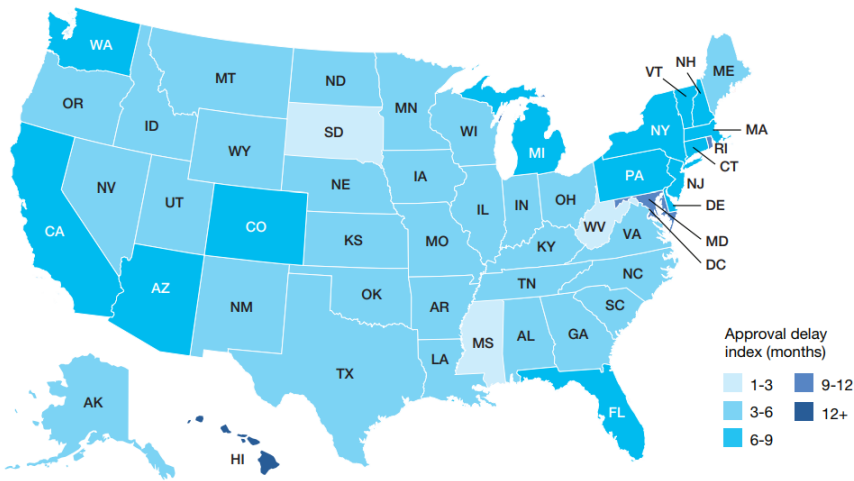 WA
MT
ND
MN
VT
NH
ME
OR
ID
SD
WI
NY
MA
RI
CT
WY
MI
PA
NJ
DE
NV
UT
NE
IA
IL
IN
OH
WV
VA
MD
DC
CA
CO
KS
MO
KY
NC
AZ
NM
OK
AR
TN
SC
MS
AL
GA
TX
LA
FL
AK
HI
Approval delay
index (months)
1-3
9-12
3-6
12+
6-9